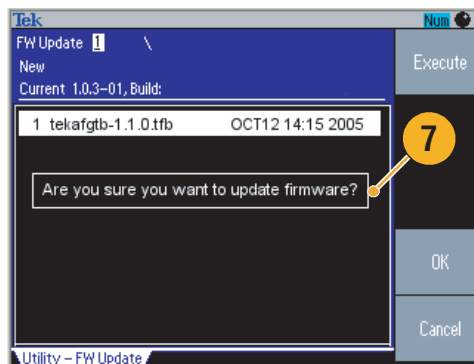 Tek Num
FW Update 1 \
New
Current 1.0.3-01, Build:
Execute
1 tekafgtb-1.1.0.tfb OCT12 14:15 2005
7
Are you sure you want to update firmware?
OK
Cancel
Utility - FW Update